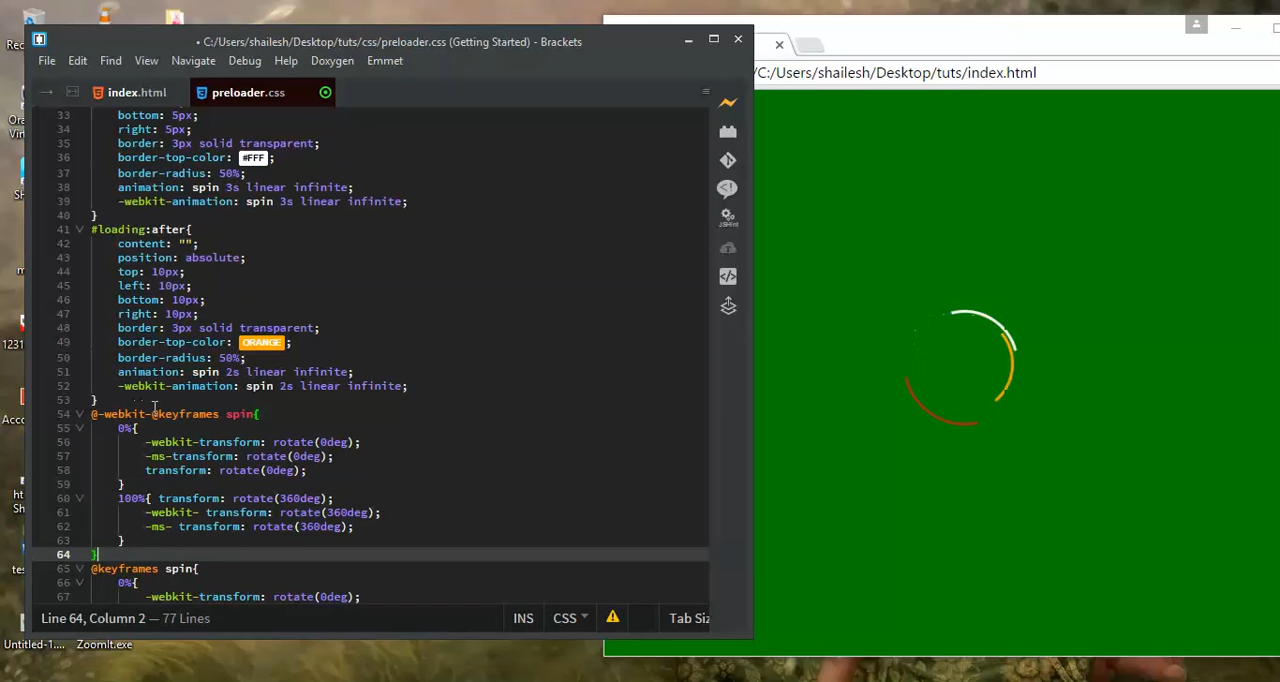 • C:/Users/shailesh/Desktop/tuts/css/preloader.css (Getting Started) - Brackets
File Edit Find View Navigate Debug Help Doxygen Emmet
index.html preloader.css
/C:/Users/shailesh/Desktop/tuts/index.html
33 bottom: 5px;
34 right: 5px;
35 border: 3px solid transparent;
36 border-top-color: #FFF;
37 border-radius: 50%;
38 animation: spin 3s linear infinite;
39 -webkit-animation: spin 3s linear infinite;
40 }
41 #loading:after{
42 content: "";
43 position: absolute;
44 top: 10px;
45 left: 10px;
46 bottom: 10px;
47 right: 10px;
48 border: 3px solid transparent;
49 border-top-color: ORANGE;
50 border-radius: 50%;
51 animation: spin 2s linear infinite;
52 -webkit-animation: spin 2s linear infinite;
53 }
54 @-webkit-@keyframes spin{
55 0%{
56 -webkit-transform: rotate(0deg);
57 -ms-transform: rotate(0deg);
58 transform: rotate(0deg);
59 }
60 100%{ transform: rotate(360deg);
61 -webkit- transform: rotate(360deg);
62 -ms- transform: rotate(360deg);
63 }
64 }
65 @keyframes spin{
66 0%{
67 -webkit-transform: rotate(0deg);
JSHint
Line 64, Column 2 — 77 Lines
INS CSS Tab Siz
Untitled-1.... ZoomIt.exe